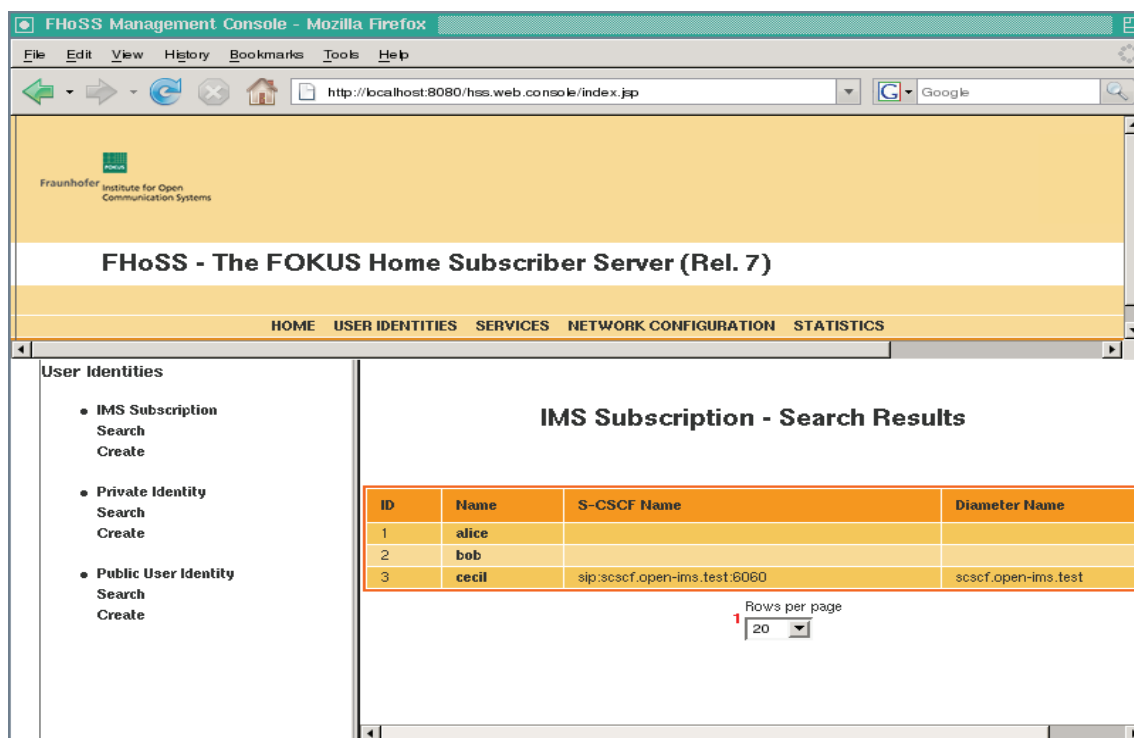 FHoSS Management Console - Mozilla Firefox
File Edit View History Bookmarks Tools Help
http://localhost:8080/hss.web.console/index.jsp
G Google
FOKUS
Fraunhofer Institute for Open
Communication Systems
FHoSS - The FOKUS Home Subscriber Server (Rel. 7)
HOME USER IDENTITIES SERVICES NETWORK CONFIGURATION STATISTICS
User Identities
IMS Subscription
Search
Create
Private Identity
Search
Create
Public User Identity
Search
Create
IMS Subscription - Search Results
ID Name S-CSCF Name Diameter Name
1 alice
2 bob
3 cecil sip:scscf.open-ims.test:6060 scscf.open-ims.test
Rows per page
1 20